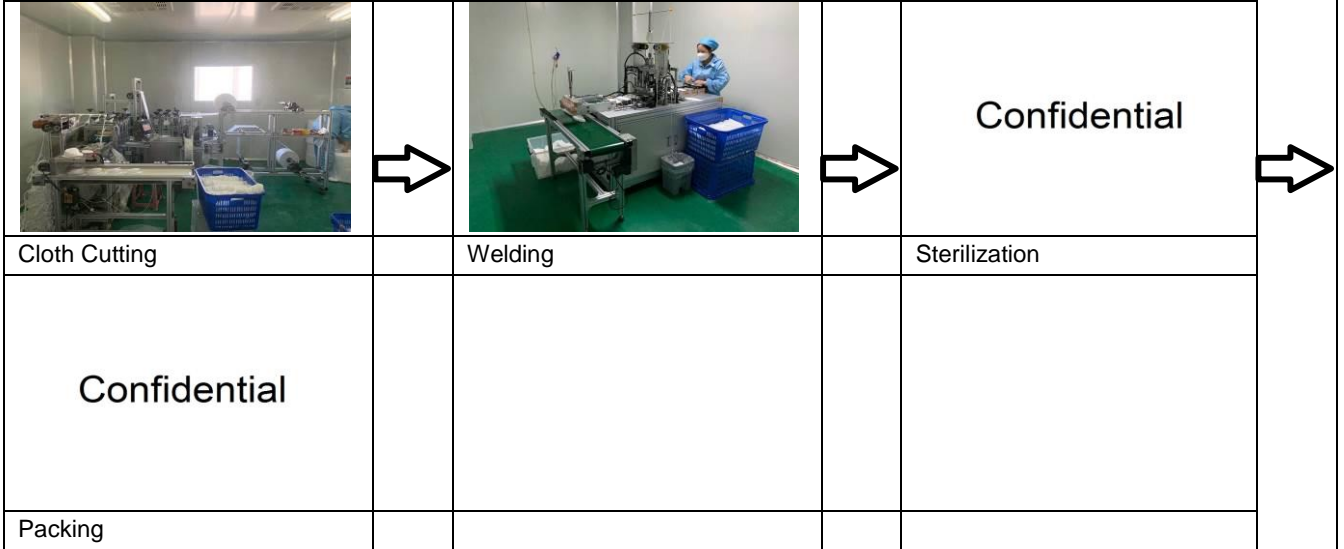 Confidential
Cloth Cutting
Welding
Sterilization
Confidential
Packing